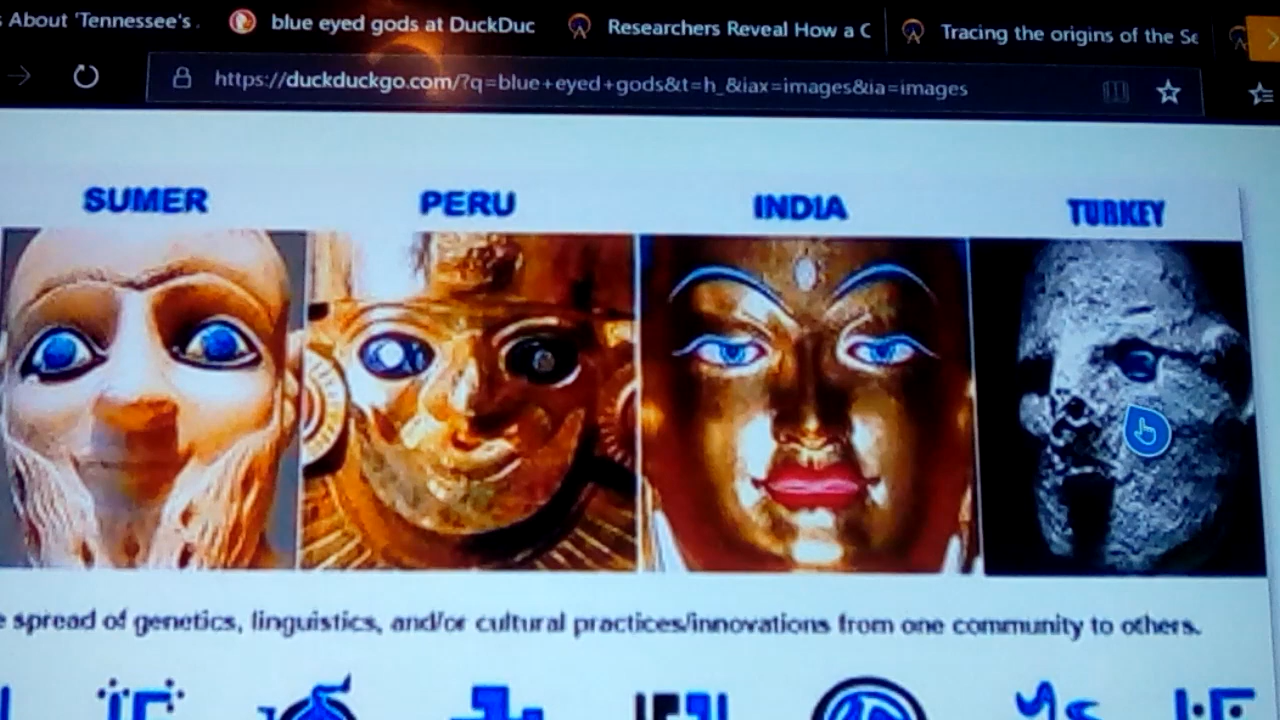 About 'Tennessee's
blue eyed gods at DuckDuc
Researchers Reveal How a C
Tracing the origins of the Se
https://duckduckgo.com/?q=blue+eyed+gods&t=h_&iax=images&ia=images
SUMER PERU INDIA TURKEY
spread of genetics, linguistics, and/or cultural practices/innovations from one community to others.